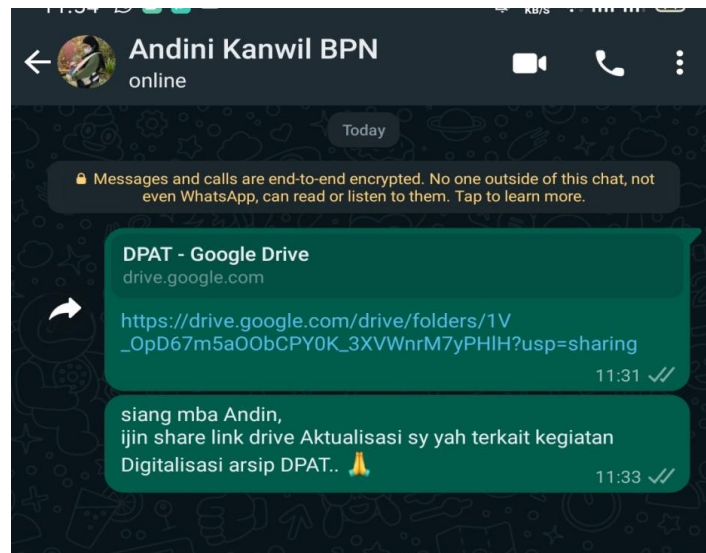 Andini Kanwil BPN
online
Today
Messages and calls are end-to-end encrypted. No one outside of this chat, not
even WhatsApp, can read or listen to them. Tap to learn more.
DPAT - Google Drive
drive.google.com
https://drive.google.com/drive/folders/1V
_OpD67m5aOObCPY0K_3XVWnrM7yPHlH?usp=sharing
11:31
siang mba Andin,
ijin share link drive Aktualisasi sy yah terkait kegiatan
Digitalisasi arsip DPAT.. 🙏
11:33